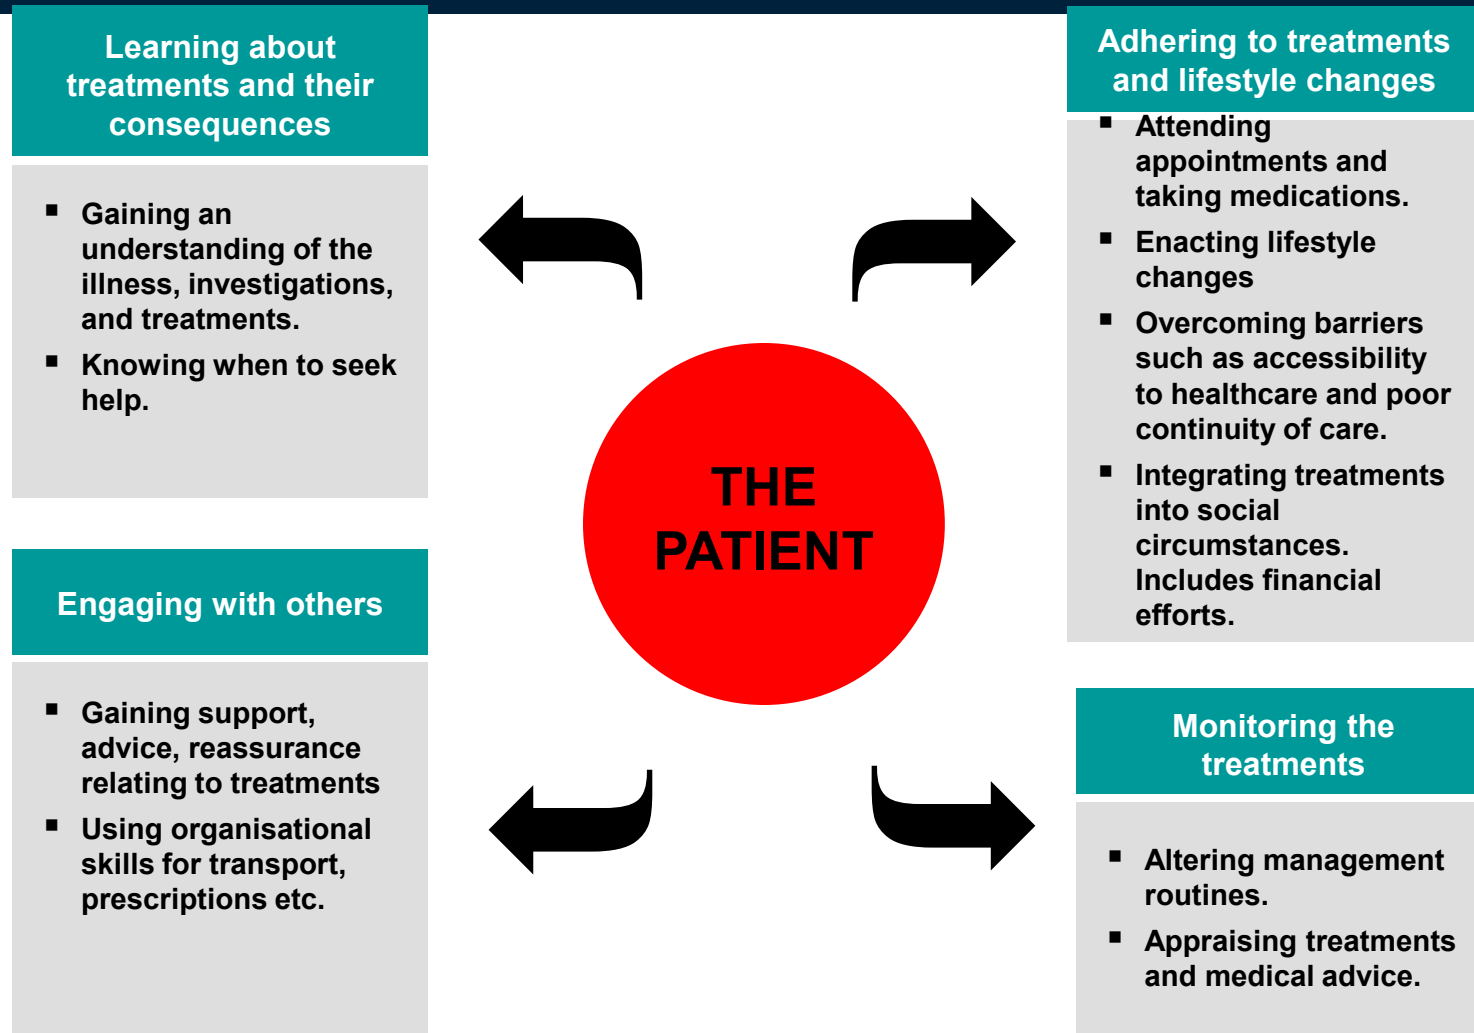 Learning about
treatments and their
consequences
▪ Gaining an
understanding of the
illness, investigations,
and treatments.
▪ Knowing when to seek
help.
Engaging with others
▪ Gaining support,
advice, reassurance
relating to treatments
▪ Using organisational
skills for transport,
prescriptions etc.
THE
PATIENT
Adhering to treatments
and lifestyle changes
▪ Attending
appointments and
taking medications.
▪ Enacting lifestyle
changes
▪ Overcoming barriers
such as accessibility
to healthcare and poor
continuity of care.
▪ Integrating treatments
into social
circumstances.
Includes financial
efforts.
Monitoring the
treatments
▪ Altering management
routines.
▪ Appraising treatments
and medical advice.